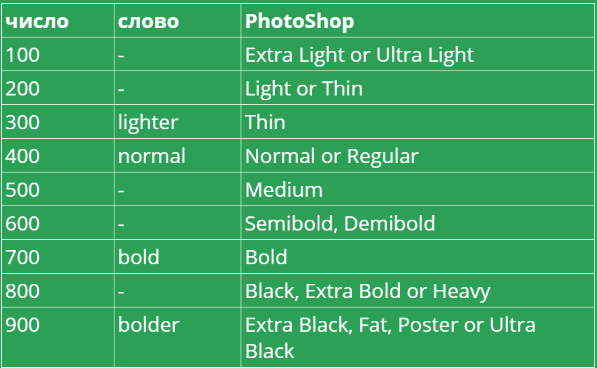 число слово PhotoShop
100 - Extra Light or Ultra Light
200 - Light or Thin
300 lighter Thin
400 normal Normal or Regular
500 - Medium
600 - Semibold, Demibold
700 bold Bold
800 - Black, Extra Bold or Heavy
900 bolder Extra Black, Fat, Poster or Ultra
Black